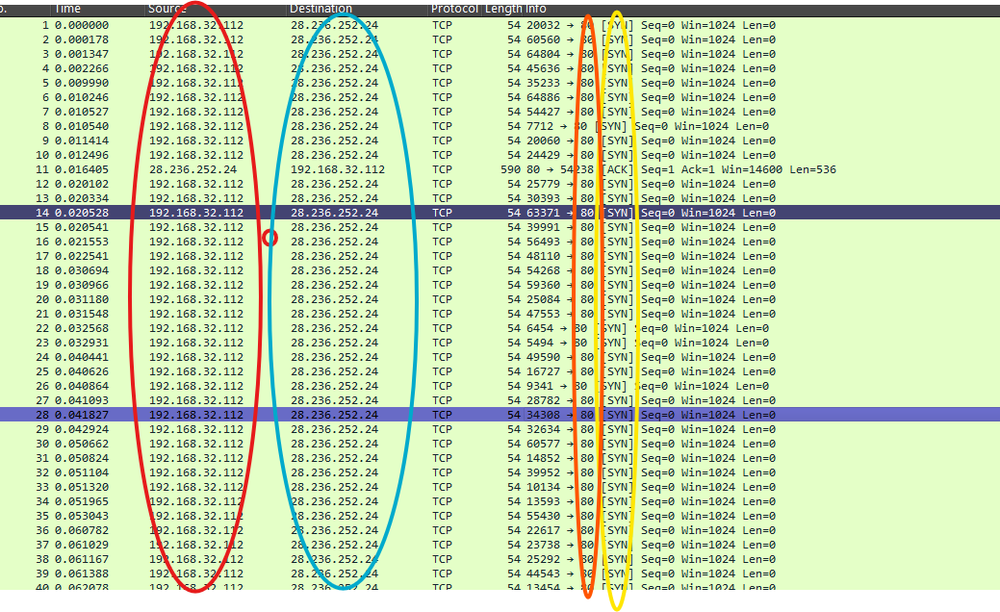 o. Time Source Destination Protocol Length Info
1 0.000000 192.168.32.112 28.236.252.24 TCP 54 20032 → 80 [SYN] Seq=0 Win=1024 Len=0
2 0.000178 192.168.32.112 28.236.252.24 TCP 54 60560 → 80 [SYN] Seq=0 Win=1024 Len=0
3 0.001347 192.168.32.112 28.236.252.24 TCP 54 64804 → 80 [SYN] Seq=0 Win=1024 Len=0
4 0.002266 192.168.32.112 28.236.252.24 TCP 54 45636 → 80 [SYN] Seq=0 Win=1024 Len=0
5 0.009990 192.168.32.112 28.236.252.24 TCP 54 35233 → 80 [SYN] Seq=0 Win=1024 Len=0
6 0.010246 192.168.32.112 28.236.252.24 TCP 54 64886 → 80 [SYN] Seq=0 Win=1024 Len=0
7 0.010527 192.168.32.112 28.236.252.24 TCP 54 54427 → 80 [SYN] Seq=0 Win=1024 Len=0
8 0.010540 192.168.32.112 28.236.252.24 TCP 54 7712 → 80 [SYN] Seq=0 Win=1024 Len=0
9 0.011414 192.168.32.112 28.236.252.24 TCP 54 20060 → 80 [SYN] Seq=0 Win=1024 Len=0
10 0.012496 192.168.32.112 28.236.252.24 TCP 54 24429 → 80 [SYN] Seq=0 Win=1024 Len=0
11 0.016405 28.236.252.24 192.168.32.112 TCP 590 80 → 54238 [ACK] Seq=1 Ack=1 Win=14600 Len=536
12 0.020102 192.168.32.112 28.236.252.24 TCP 54 25779 → 80 [SYN] Seq=0 Win=1024 Len=0
13 0.020334 192.168.32.112 28.236.252.24 TCP 54 30393 → 80 [SYN] Seq=0 Win=1024 Len=0
14 0.020528 192.168.32.112 28.236.252.24 TCP 54 63371 → 80 [SYN] Seq=0 Win=1024 Len=0
15 0.020541 192.168.32.112 28.236.252.24 TCP 54 39991 → 80 [SYN] Seq=0 Win=1024 Len=0
16 0.021553 192.168.32.112 28.236.252.24 TCP 54 56493 → 80 [SYN] Seq=0 Win=1024 Len=0
17 0.022541 192.168.32.112 28.236.252.24 TCP 54 48110 → 80 [SYN] Seq=0 Win=1024 Len=0
18 0.030694 192.168.32.112 28.236.252.24 TCP 54 54268 → 80 [SYN] Seq=0 Win=1024 Len=0
19 0.030966 192.168.32.112 28.236.252.24 TCP 54 59360 → 80 [SYN] Seq=0 Win=1024 Len=0
20 0.031180 192.168.32.112 28.236.252.24 TCP 54 25084 → 80 [SYN] Seq=0 Win=1024 Len=0
21 0.031548 192.168.32.112 28.236.252.24 TCP 54 47553 → 80 [SYN] Seq=0 Win=1024 Len=0
22 0.032568 192.168.32.112 28.236.252.24 TCP 54 6454 → 80 [SYN] Seq=0 Win=1024 Len=0
23 0.032931 192.168.32.112 28.236.252.24 TCP 54 5494 → 80 [SYN] Seq=0 Win=1024 Len=0
24 0.040441 192.168.32.112 28.236.252.24 TCP 54 49590 → 80 [SYN] Seq=0 Win=1024 Len=0
25 0.040626 192.168.32.112 28.236.252.24 TCP 54 16727 → 80 [SYN] Seq=0 Win=1024 Len=0
26 0.040864 192.168.32.112 28.236.252.24 TCP 54 9341 → 80 [SYN] Seq=0 Win=1024 Len=0
27 0.041093 192.168.32.112 28.236.252.24 TCP 54 28782 → 80 [SYN] Seq=0 Win=1024 Len=0
28 0.041827 192.168.32.112 28.236.252.24 TCP 54 34308 → 80 [SYN] Seq=0 Win=1024 Len=0
29 0.042924 192.168.32.112 28.236.252.24 TCP 54 32634 → 80 [SYN] Seq=0 Win=1024 Len=0
30 0.050662 192.168.32.112 28.236.252.24 TCP 54 60577 → 80 [SYN] Seq=0 Win=1024 Len=0
31 0.050824 192.168.32.112 28.236.252.24 TCP 54 14852 → 80 [SYN] Seq=0 Win=1024 Len=0
32 0.051104 192.168.32.112 28.236.252.24 TCP 54 39952 → 80 [SYN] Seq=0 Win=1024 Len=0
33 0.051320 192.168.32.112 28.236.252.24 TCP 54 10134 → 80 [SYN] Seq=0 Win=1024 Len=0
34 0.051965 192.168.32.112 28.236.252.24 TCP 54 13593 → 80 [SYN] Seq=0 Win=1024 Len=0
35 0.053043 192.168.32.112 28.236.252.24 TCP 54 55430 → 80 [SYN] Seq=0 Win=1024 Len=0
36 0.060782 192.168.32.112 28.236.252.24 TCP 54 22617 → 80 [SYN] Seq=0 Win=1024 Len=0
37 0.061029 192.168.32.112 28.236.252.24 TCP 54 23738 → 80 [SYN] Seq=0 Win=1024 Len=0
38 0.061167 192.168.32.112 28.236.252.24 TCP 54 25292 → 80 [SYN] Seq=0 Win=1024 Len=0
39 0.061388 192.168.32.112 28.236.252.24 TCP 54 44543 → 80 [SYN] Seq=0 Win=1024 Len=0
40 0.062078 192.168.32.112 28.236.252.24 TCP 54 13454 → 80 [SYN] Seq=0 Win=1024 Len=0